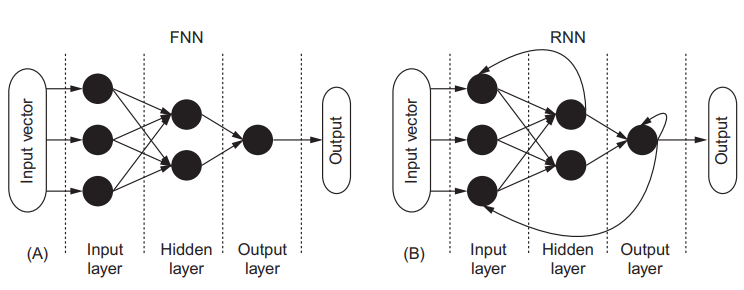 FNN
Input vector
Output
(A)
Input
layer
Hidden
layer
Output
layer
RNN
Input vector
Output
(B)
Input
layer
Hidden
layer
Output
layer